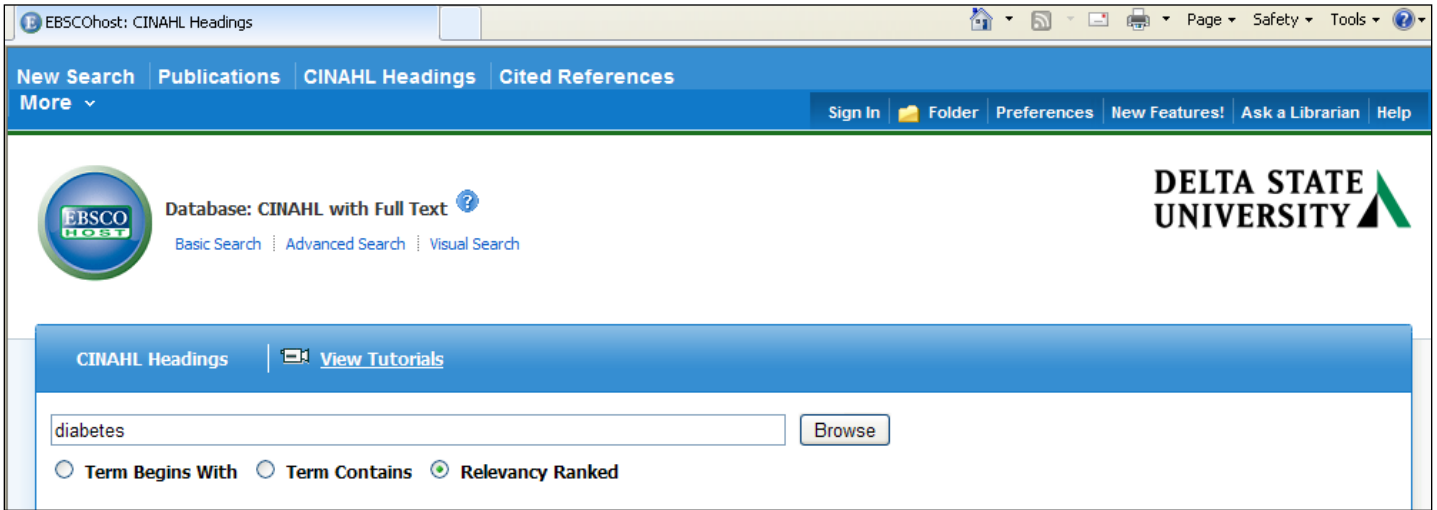 EBSCOhost: CINAHL Headings
Page Safety Tools
New Search Publications CINAHL Headings Cited References
More
Sign In Folder Preferences New Features! Ask a Librarian Help
EBSCO
HOST
Database: CINAHL with Full Text
Basic Search Advanced Search Visual Search
DELTA STATE
UNIVERSITY
CINAHL Headings View Tutorials
diabetes Browse
Term Begins With Term Contains Relevancy Ranked